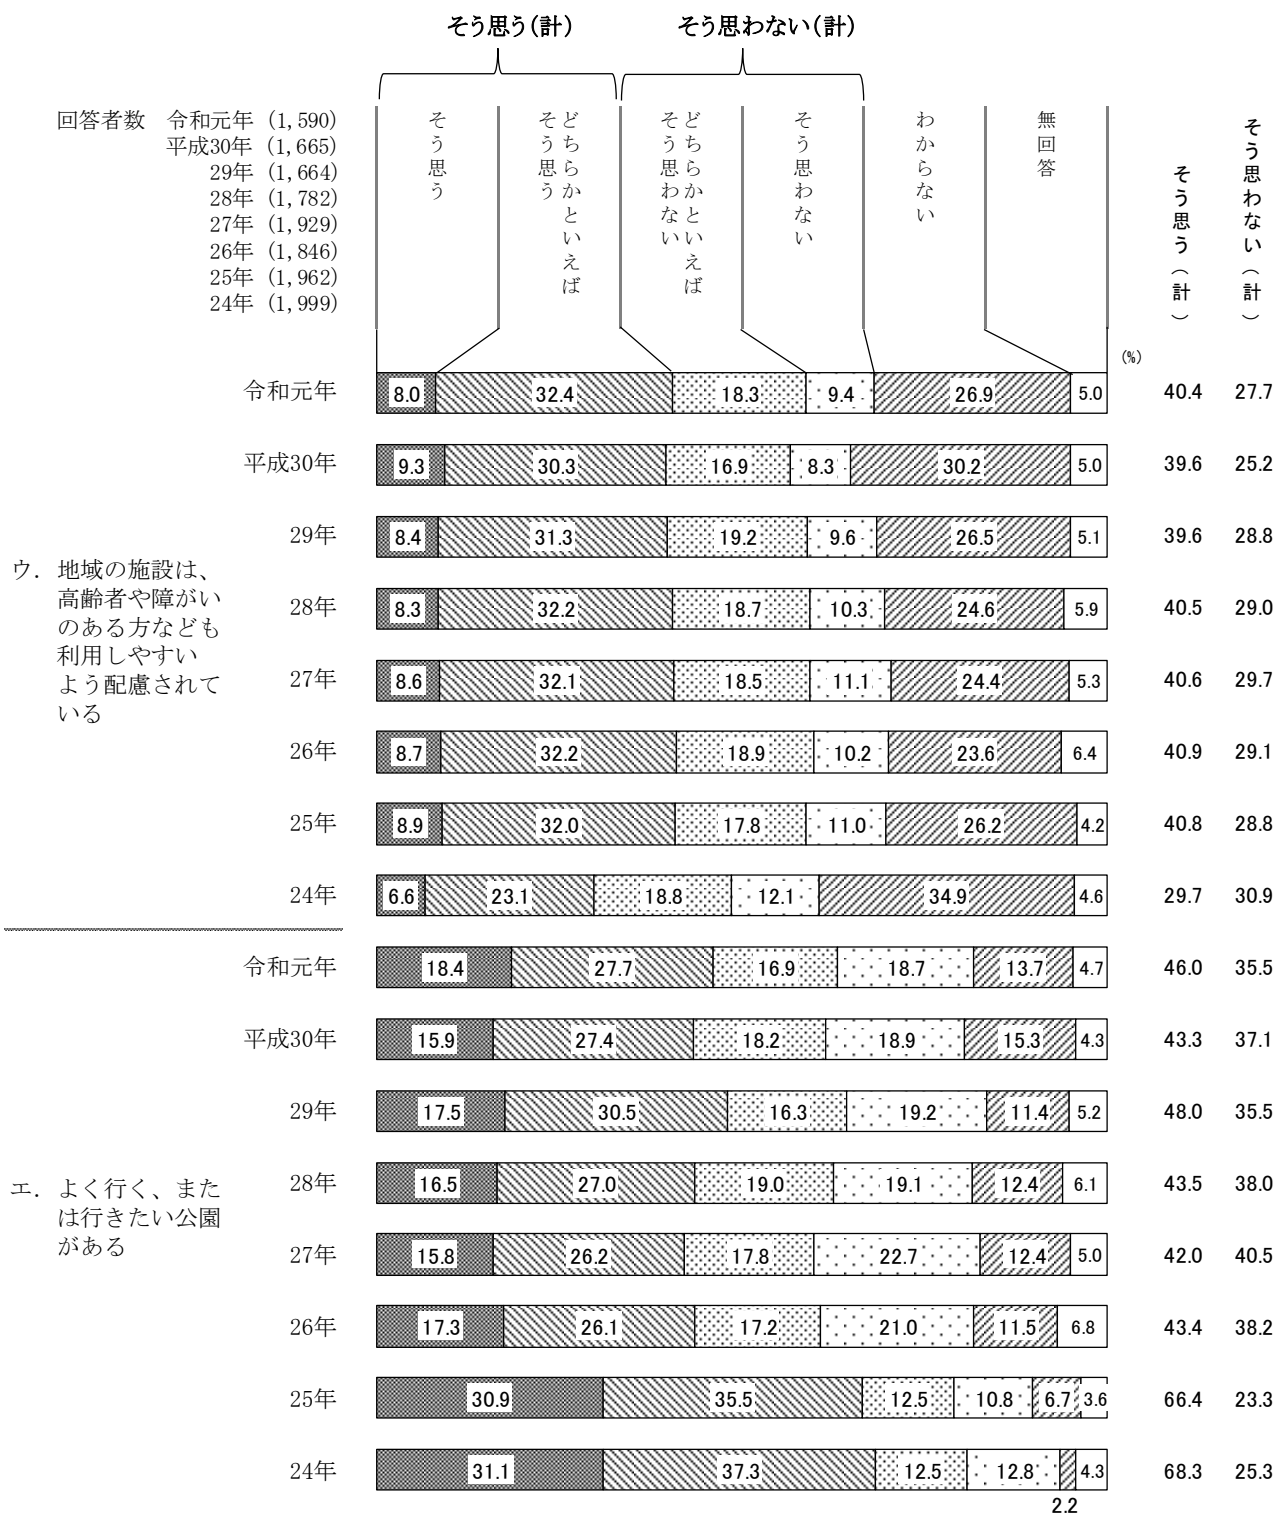 そう思う(計) そう思わない(計)
回答者数 令和元年 (1,590)
平成30年 (1,665)
29年 (1,664)
28年 (1,782)
27年 (1,929)
26年 (1,846)
25年 (1,962)
24年 (1,999)
そう思う
どちらかといえば
そう思う
どちらかといえば
そう思わない
そう思わない
わからない
無回答
そう思う(計)
そう思わない(計)
(%)
令和元年 8.0 32.4 18.3 9.4 26.9 5.0 40.4 27.7
平成30年 9.3 30.3 16.9 8.3 30.2 5.0 39.6 25.2
29年 8.4 31.3 19.2 9.6 26.5 5.1 39.6 28.8
ウ. 地域の施設は、
高齢者や障がい
のある方なども
利用しやすい
よう配慮されて
いる
28年 8.3 32.2 18.7 10.3 24.6 5.9 40.5 29.0
27年 8.6 32.1 18.5 11.1 24.4 5.3 40.6 29.7
26年 8.7 32.2 18.9 10.2 23.6 6.4 40.9 29.1
25年 8.9 32.0 17.8 11.0 26.2 4.2 40.8 28.8
24年 6.6 23.1 18.8 12.1 34.9 4.6 29.7 30.9
令和元年 18.4 27.7 16.9 18.7 13.7 4.7 46.0 35.5
平成30年 15.9 27.4 18.2 18.9 15.3 4.3 43.3 37.1
29年 17.5 30.5 16.3 19.2 11.4 5.2 48.0 35.5
エ. よく行く、また
は行きたい公園
がある
28年 16.5 27.0 19.0 19.1 12.4 6.1 43.5 38.0
27年 15.8 26.2 17.8 22.7 12.4 5.0 42.0 40.5
26年 17.3 26.1 17.2 21.0 11.5 6.8 43.4 38.2
25年 30.9 35.5 12.5 10.8 6.7 3.6 66.4 23.3
24年 31.1 37.3 12.5 12.8 4.3 68.3 25.3
2.2